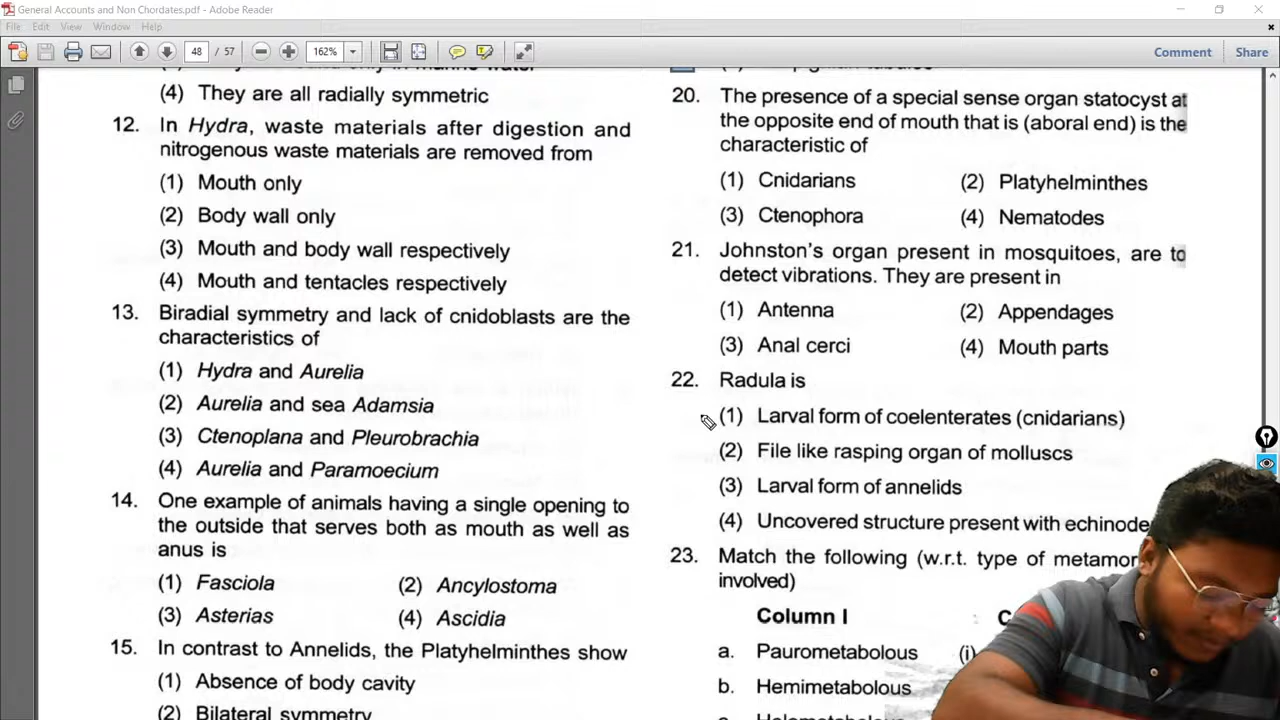 General Accounts and Non Chordates.pdf - Adobe Reader
File Edit View Window Help
48 / 57 162% Comment Share
(4) They are all radially symmetric
12. In Hydra, waste materials after digestion and
nitrogenous waste materials are removed from
(1) Mouth only
(2) Body wall only
(3) Mouth and body wall respectively
(4) Mouth and tentacles respectively
13. Biradial symmetry and lack of cnidoblasts are the
characteristics of
(1) Hydra and Aurelia
(2) Aurelia and sea Adamsia
(3) Ctenoplana and Pleurobrachia
(4) Aurelia and Paramoecium
14. One example of animals having a single opening to
the outside that serves both as mouth as well as
anus is
(1) Fasciola (2) Ancylostoma
(3) Asterias (4) Ascidia
15. In contrast to Annelids, the Platyhelminthes show
(1) Absence of body cavity
(2) Bilateral symmetry
20. The presence of a special sense organ statocyst at
the opposite end of mouth that is (aboral end) is the
characteristic of
(1) Cnidarians (2) Platyhelminthes
(3) Ctenophora (4) Nematodes
21. Johnston's organ present in mosquitoes, are to
detect vibrations. They are present in
(1) Antenna (2) Appendages
(3) Anal cerci (4) Mouth parts
22. Radula is
(1) Larval form of coelenterates (cnidarians)
(2) File like rasping organ of molluscs
(3) Larval form of annelids
(4) Uncovered structure present with echinode
23. Match the following (w.r.t. type of metamor
involved)
Column I C
a. Paurometabolous (i)
b. Hemimetabolous